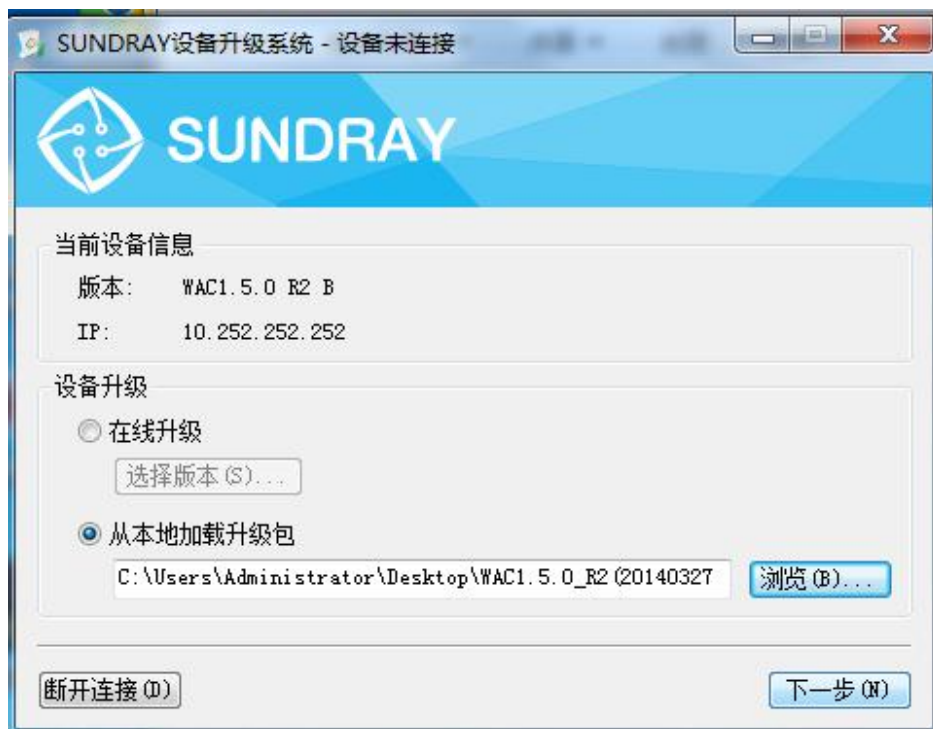 SUNDRAY设备升级系统 - 设备未连接
SUNDRAY
当前设备信息
版本: WAC1.5.0 R2 B
IP: 10.252.252.252
设备升级
在线升级
选择版本(S)...
从本地加载升级包
C:\Users\Administrator\Desktop\WAC1.5.0_R2(20140327
浏览(B)...
断开连接(D)
下一步(N)